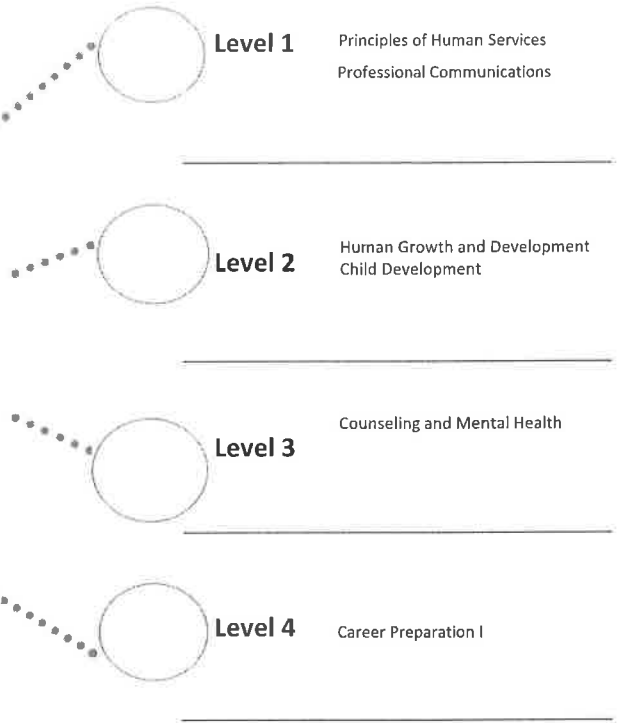 Level 1
Principles of Human Services
Professional Communications
Level 2
Human Growth and Development
Child Development
Level 3
Counseling and Mental Health
Level 4
Career Preparation I